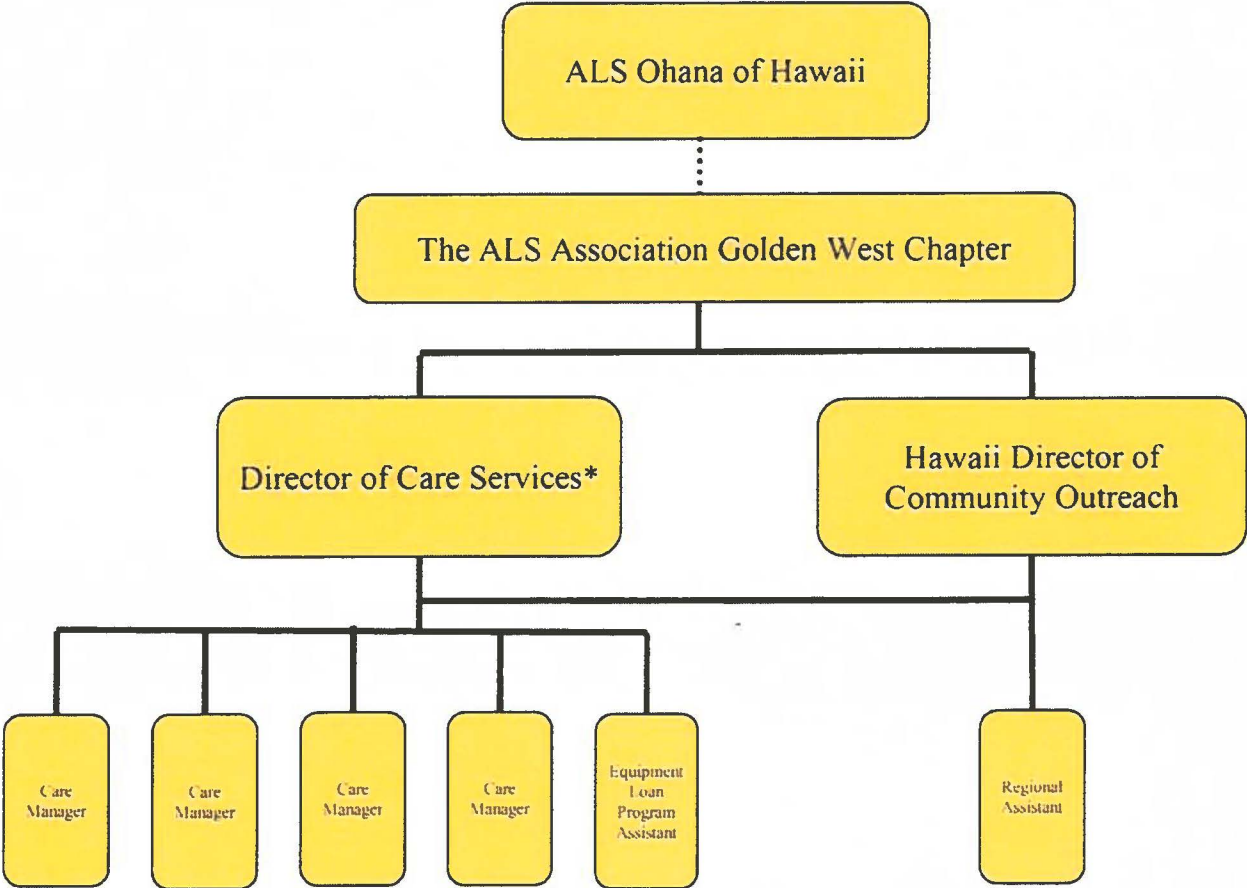 ALS Ohana of Hawaii
The ALS Association Golden West Chapter
Director of Care Services*
Hawaii Director of
Community Outreach
Care
Manager
Care
Manager
Care
Manager
Care
Manager
Equipment
Loan
Program
Assistant
Regional
Assistant